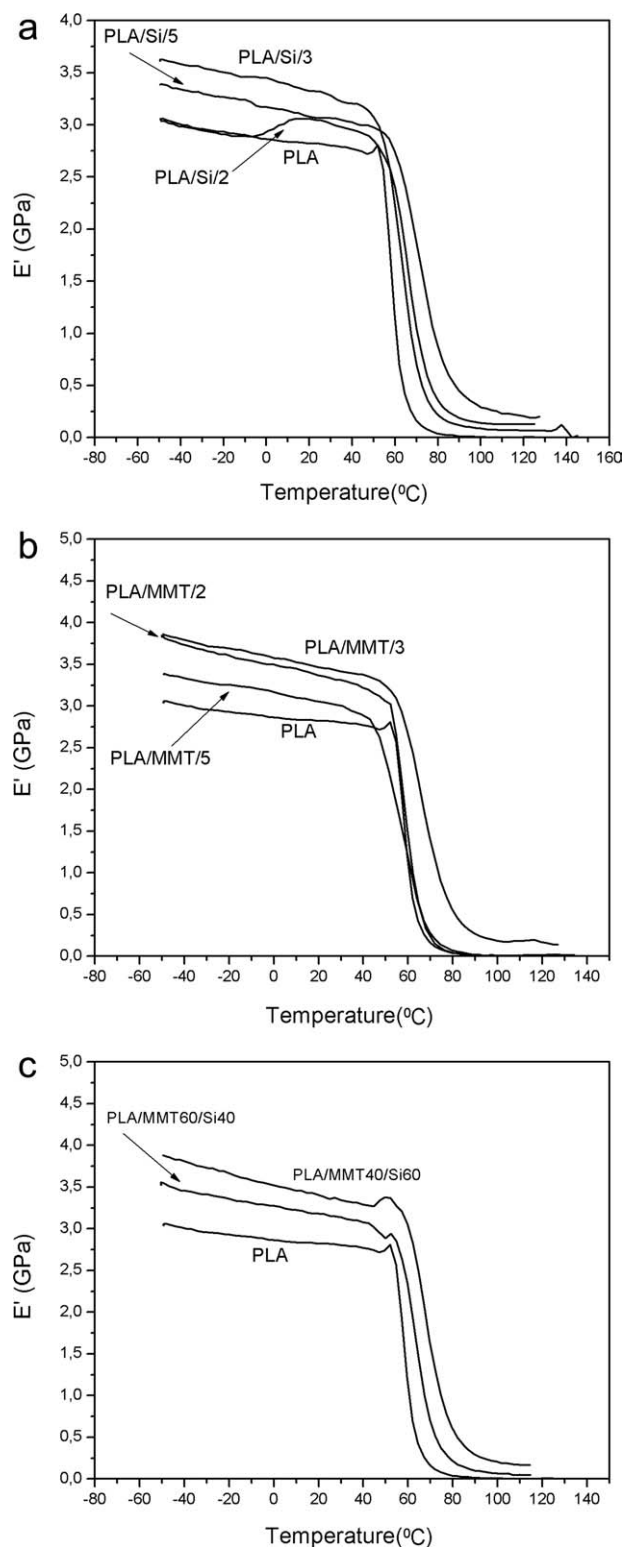 a
PLA/Si/5
PLA/Si/3
PLA/Si/2
PLA
4,0
3,5
3,0
2,5
2,0
1,5
1,0
0,5
0,0
E' (GPa)
-80 -60 -40 -20 0 20 40 60 80 100 120 140 160
Temperature(ºC)
b
PLA/MMT/2
PLA/MMT/3
PLA
PLA/MMT/5
5,0
4,5
4,0
3,5
3,0
2,5
2,0
1,5
1,0
0,5
0,0
E' (GPa)
-80 -60 -40 -20 0 20 40 60 80 100 120 140
Temperature(ºC)
c
PLA/MMT60/Si40
PLA/MMT40/Si60
PLA
5,0
4,5
4,0
3,5
3,0
2,5
2,0
1,5
1,0
0,5
0,0
E' (GPa)
-80 -60 -40 -20 0 20 40 60 80 100 120 140
Temperature(ºC)